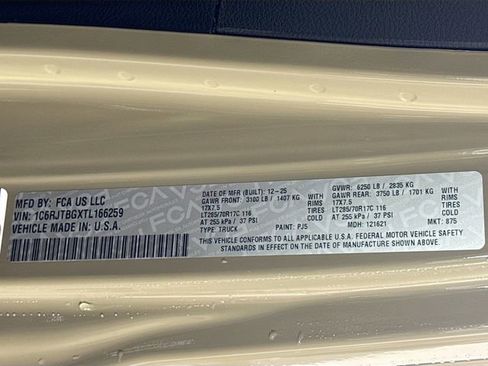 MFD BY: FCA US LLC
VIN: 1C6RJTBGXTL166259
VEHICLE MADE IN U.S.A.
DATE OF MFR (BUILT): 12-25 GVWR: 6250 LB / 2835 KG
GAWR FRONT: 3100 LB / 1407 KG WITH GAWR REAR: 3750 LB / 1701 KG WITH
17X7.5 RIMS 17X7.5 RIMS
LT285/70R17C 116 TIRES LT285/70R17C 116 TIRES
AT 255 kPa / 37 PSI COLD AT 255 kPa / 37 PSI COLD
TYPE: TRUCK PAINT: PJ5 MDH: 121621 MKT: 875
THIS VEHICLE CONFORMS TO ALL APPLICABLE U.S.A. FEDERAL MOTOR VEHICLE SAFETY
STANDARDS IN EFFECT ON THE DATE OF MANUFACTURE SHOWN ABOVE.